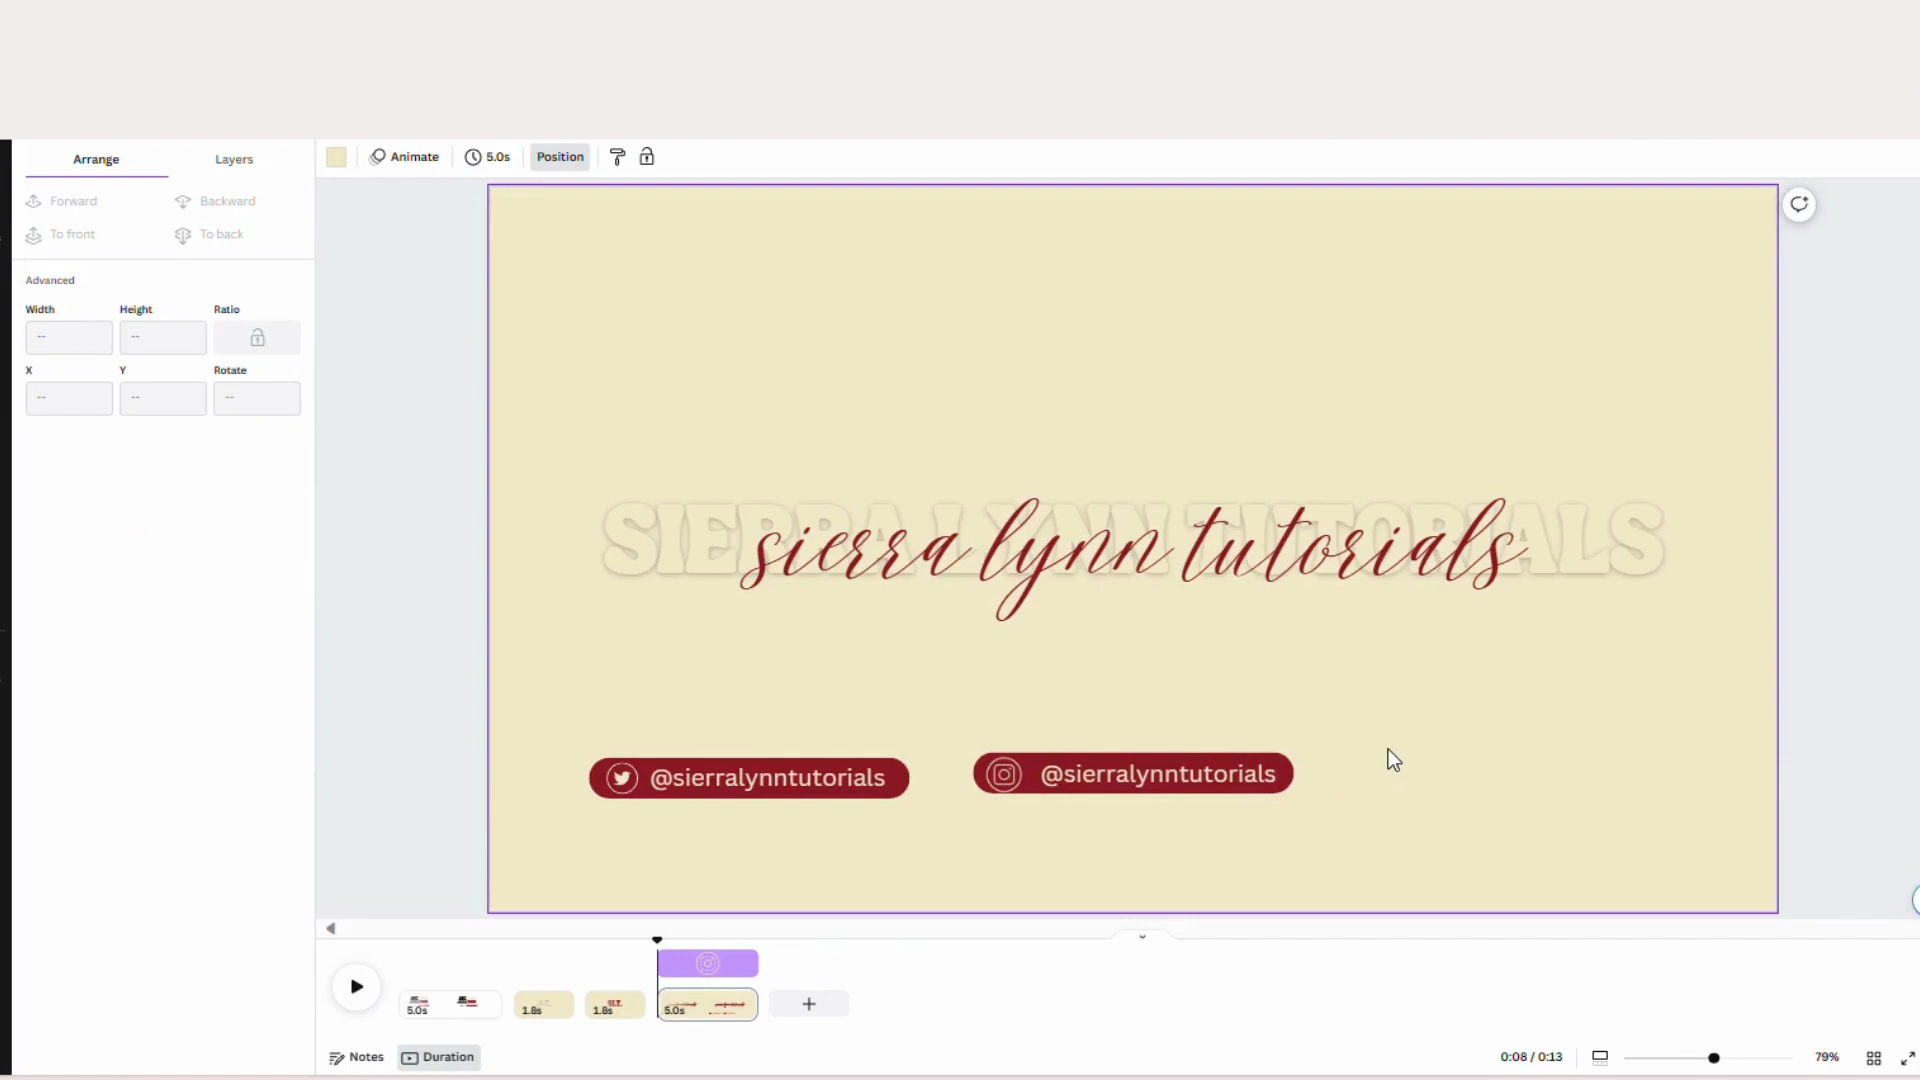 Arrange Layers
Animate 5.0s Position
Forward Backward
To front To back
Advanced
Width Height Ratio
-- --
X Y Rotate
-- -- --
SIERRA LYNN TUTORIALS
sierra lynn tutorials
@sierralynntutorials @sierralynntutorials
5.0s 1.8s 1.8s 5.0s
SLT.
Notes Duration
0:08 / 0:13 79%